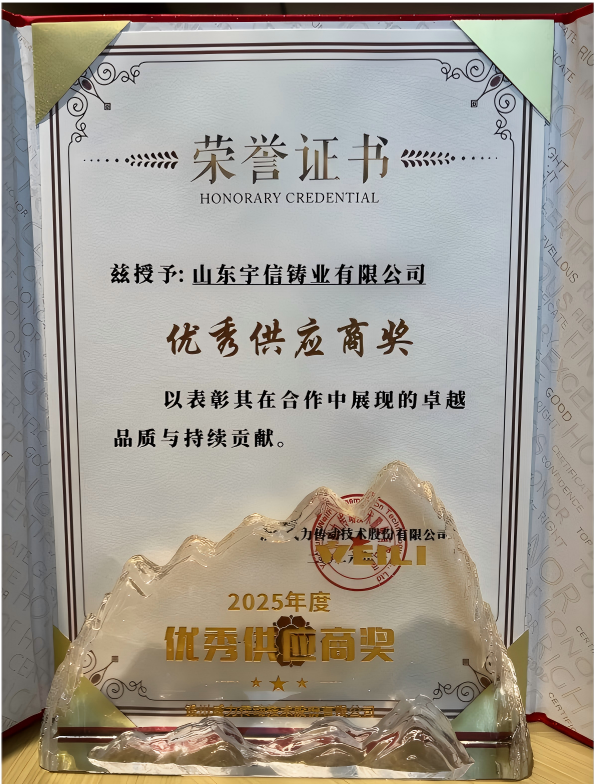 荣誉证书
HONORARY CREDENTIAL
兹授予: 山东宇信铸业有限公司
优秀供应商奖
以表彰其在合作中展现的卓越
品质与持续贡献。
力传动技术股份有限公司
WEILI
2025年度
优秀供应商奖